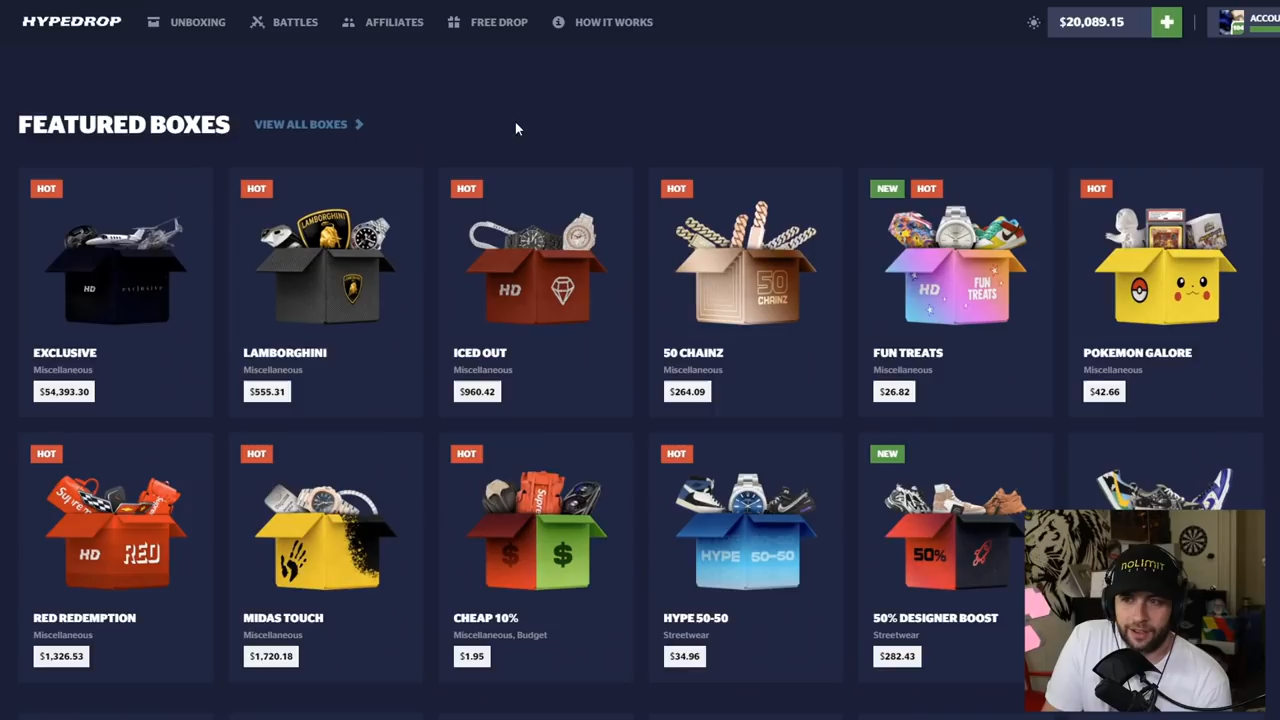 HYPEDROP
UNBOXING
BATTLES
AFFILIATES
FREE DROP
HOW IT WORKS
$20,089.15
ACCOU
FEATURED BOXES
VIEW ALL BOXES
HOT
HD
exclusive
EXCLUSIVE
Miscellaneous
$54,393.30
HOT
LAMBORGHINI
LAMBORGHINI
Miscellaneous
$555.31
HOT
HD
ICED OUT
Miscellaneous
$960.42
HOT
50
CHAINZ
50 CHAINZ
Miscellaneous
$264.09
NEW
HOT
HD
FUN
TREATS
FUN TREATS
Miscellaneous
$26.82
HOT
POKEMON GALORE
Miscellaneous
$42.66
HOT
Supreme
HD
RED
RED REDEMPTION
Miscellaneous
$1,326.53
HOT
MIDAS TOUCH
Miscellaneous
$1,720.18
HOT
$ $
CHEAP 10%
Miscellaneous, Budget
$1.95
HOT
HYPE 50-50
HYPE 50-50
Streetwear
$34.96
NEW
50%
50% DESIGNER BOOST
Streetwear
$282.43
NOLIMIT